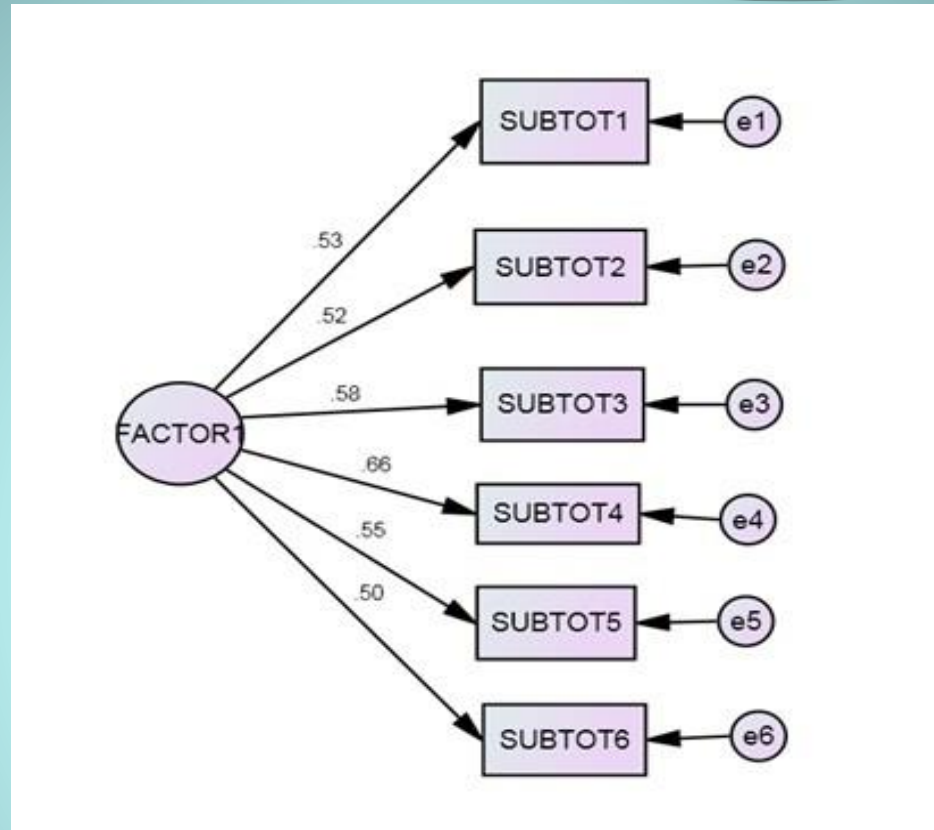 SUBTOT1
e1
.53
SUBTOT2
e2
.52
.58
SUBTOT3
e3
FACTOR1
.66
SUBTOT4
e4
.55
.50
SUBTOT5
e5
SUBTOT6
e6